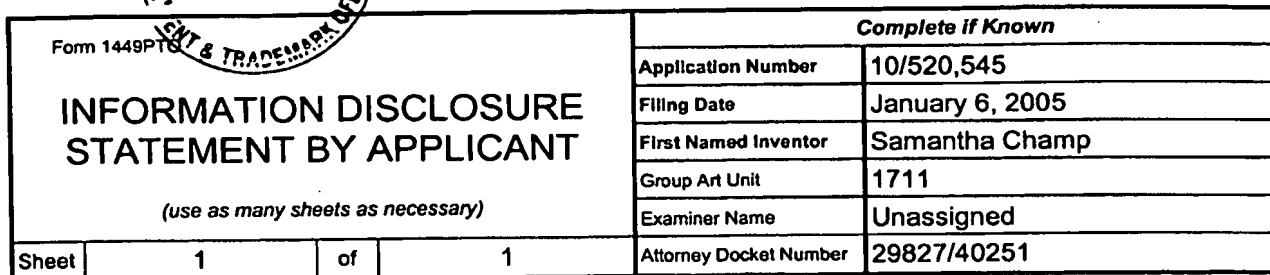 Form 1449PTO
ENT & TRADEMARK
INFORMATION DISCLOSURE
STATEMENT BY APPLICANT
(use as many sheets as necessary)
Sheet 1 of 1
Complete if Known
Application Number 10/520,545
Filing Date January 6, 2005
First Named Inventor Samantha Champ
Group Art Unit 1711
Examiner Name Unassigned
Attorney Docket Number 29827/40251